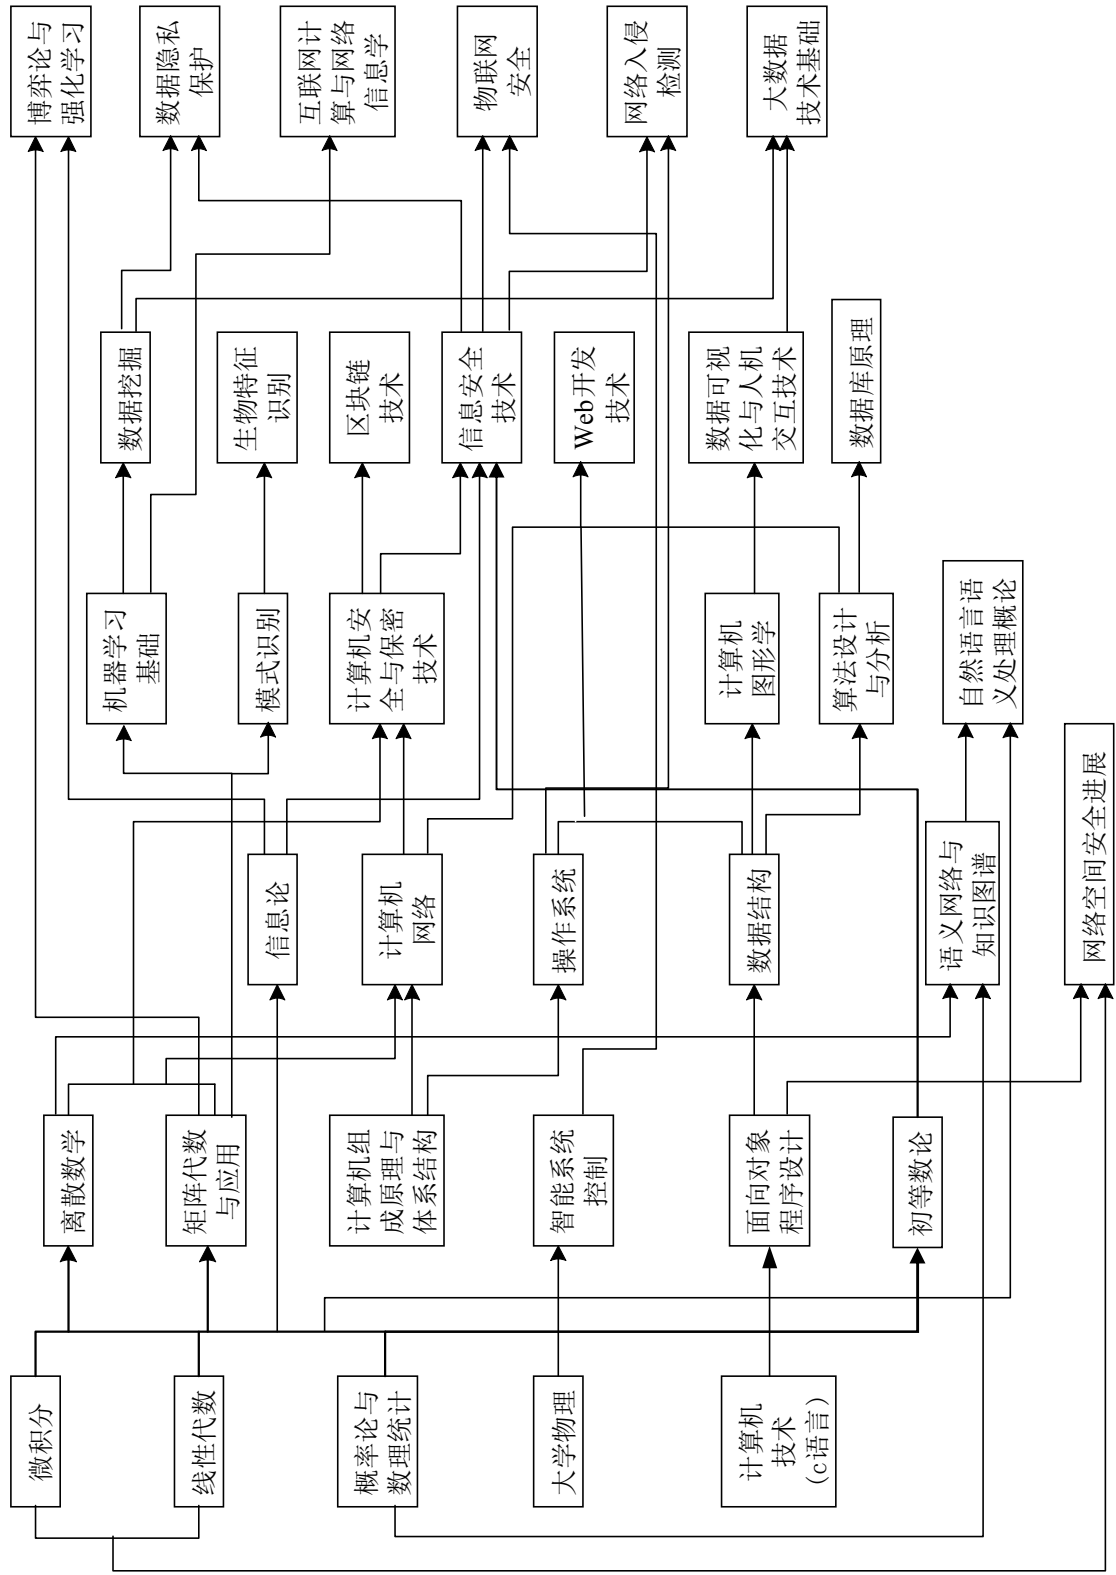 微积分
线性代数
概率论与
数理统计
大学物理
计算机
技术
(c语言)
离散数学
矩阵代数
与应用
计算机组
成原理与
体系结构
智能系统
控制
面向对象
程序设计
初等数论
信息论
计算机
网络
操作系统
数据结构
语义网络与
知识图谱
网络空间安全进展
机器学习
基础
模式识别
计算机安
全与保密
技术
计算机
图形学
算法设计
与分析
自然语言语
义处理概论
数据挖掘
生物特征
识别
区块链
技术
信息安全
技术
Web开发
技术
数据可视
化与人机
交互技术
数据库原理
博弈论与
强化学习
数据隐私
保护
互联网计
算与网络
信息学
物联网
安全
网络入侵
检测
大数据
技术基础